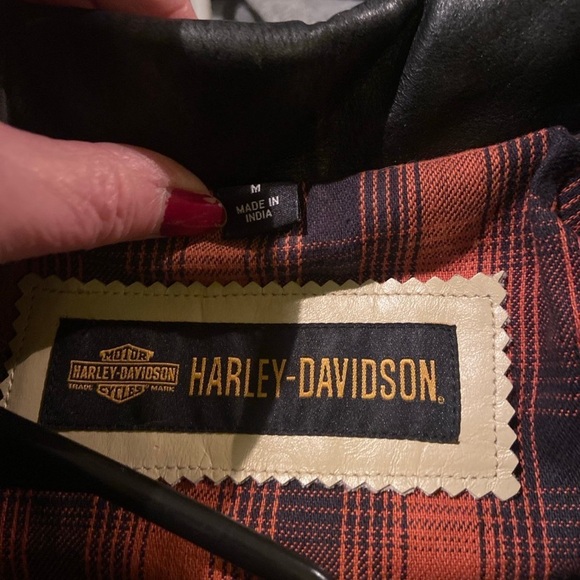 M
MADE IN
INDIA
MOTOR
HARLEY-DAVIDSON
TRADE MARK
CYCLES
HARLEY-DAVIDSON®